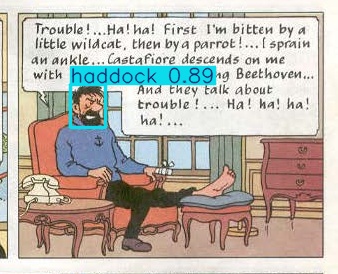 Trouble!...Ha! ha! First I'm bitten by a
little wildcat, then by a parrot!...I sprain
an ankle...Castafiore descends on me
with
haddock 0.89
ng Beethoven...
And they talk about
trouble!... Ha! ha! ha!
ha!...